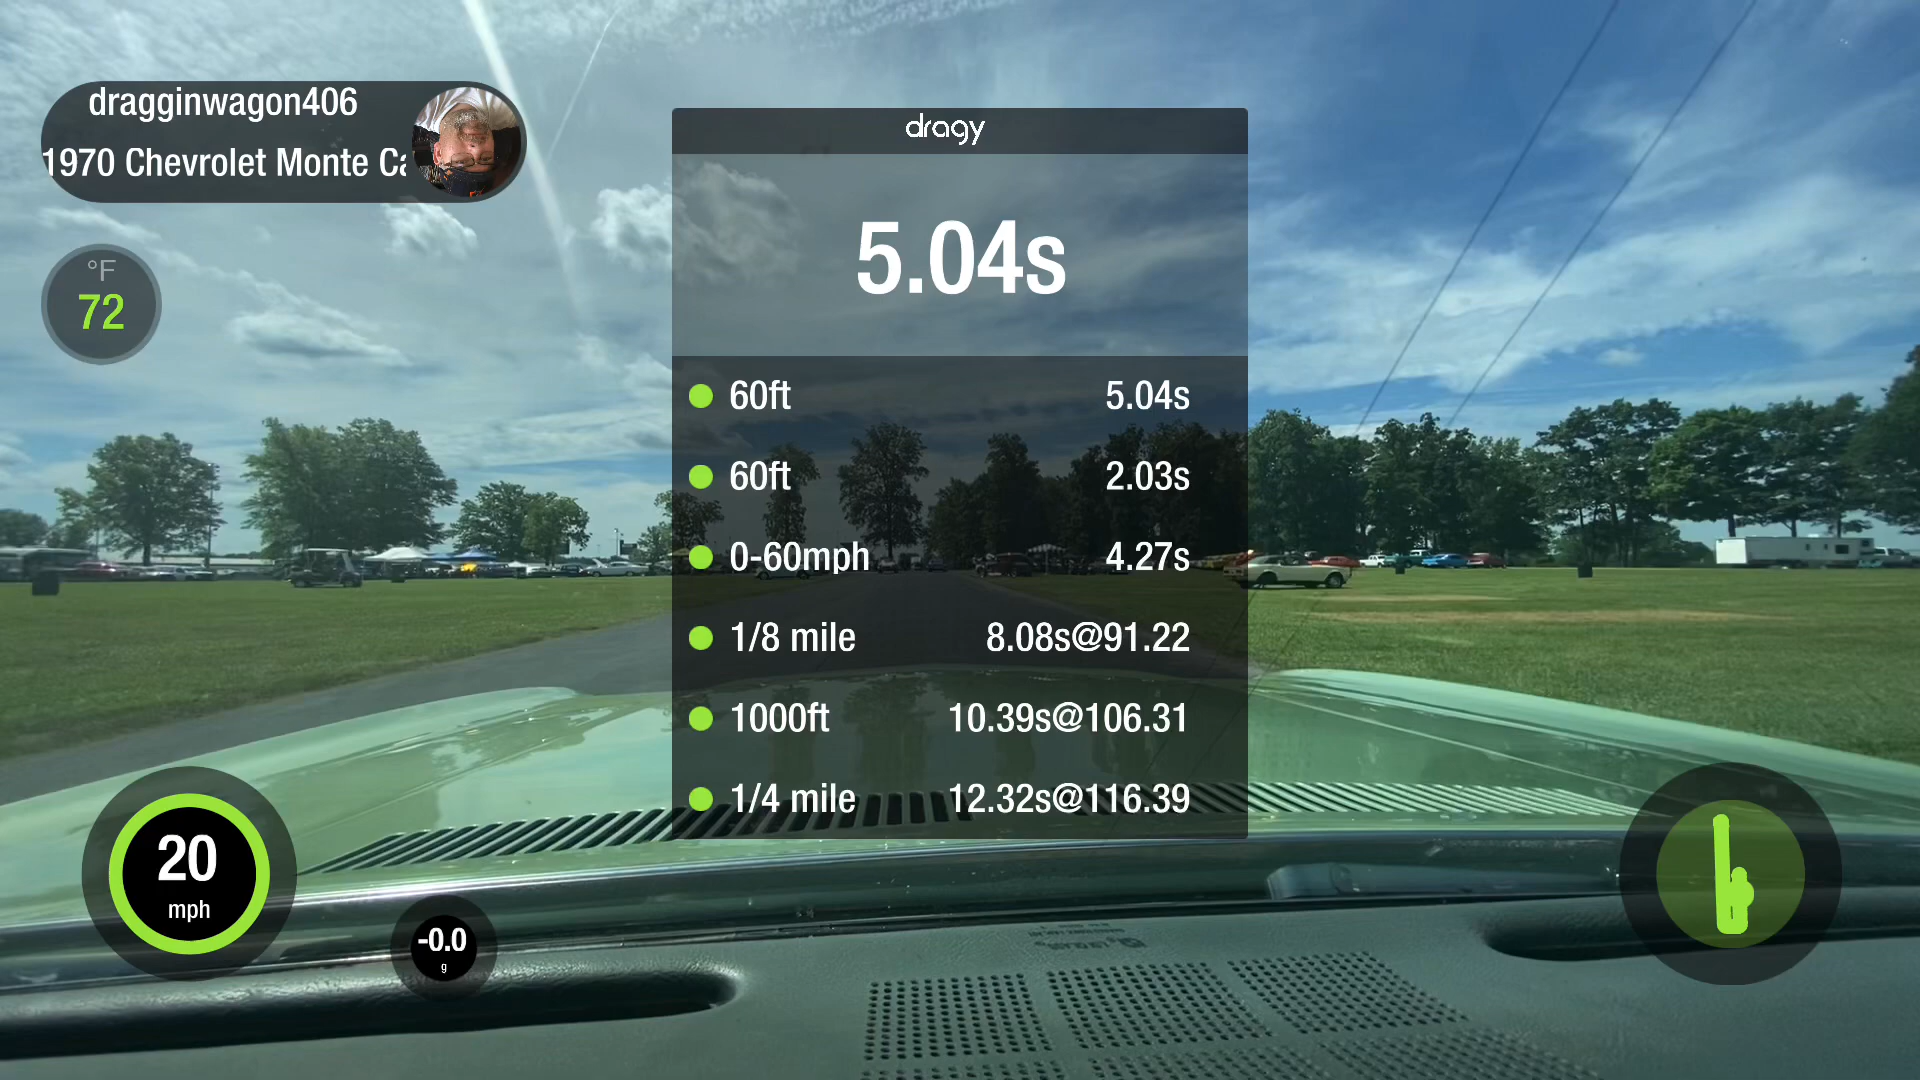 dragginwagon406
1970 Chevrolet Monte Ca
°F
72
dragy
5.04s
60ft 5.04s
60ft 2.03s
0-60mph 4.27s
1/8 mile 8.08s@91.22
1000ft 10.39s@106.31
1/4 mile 12.32s@116.39
20
mph
-0.0
g